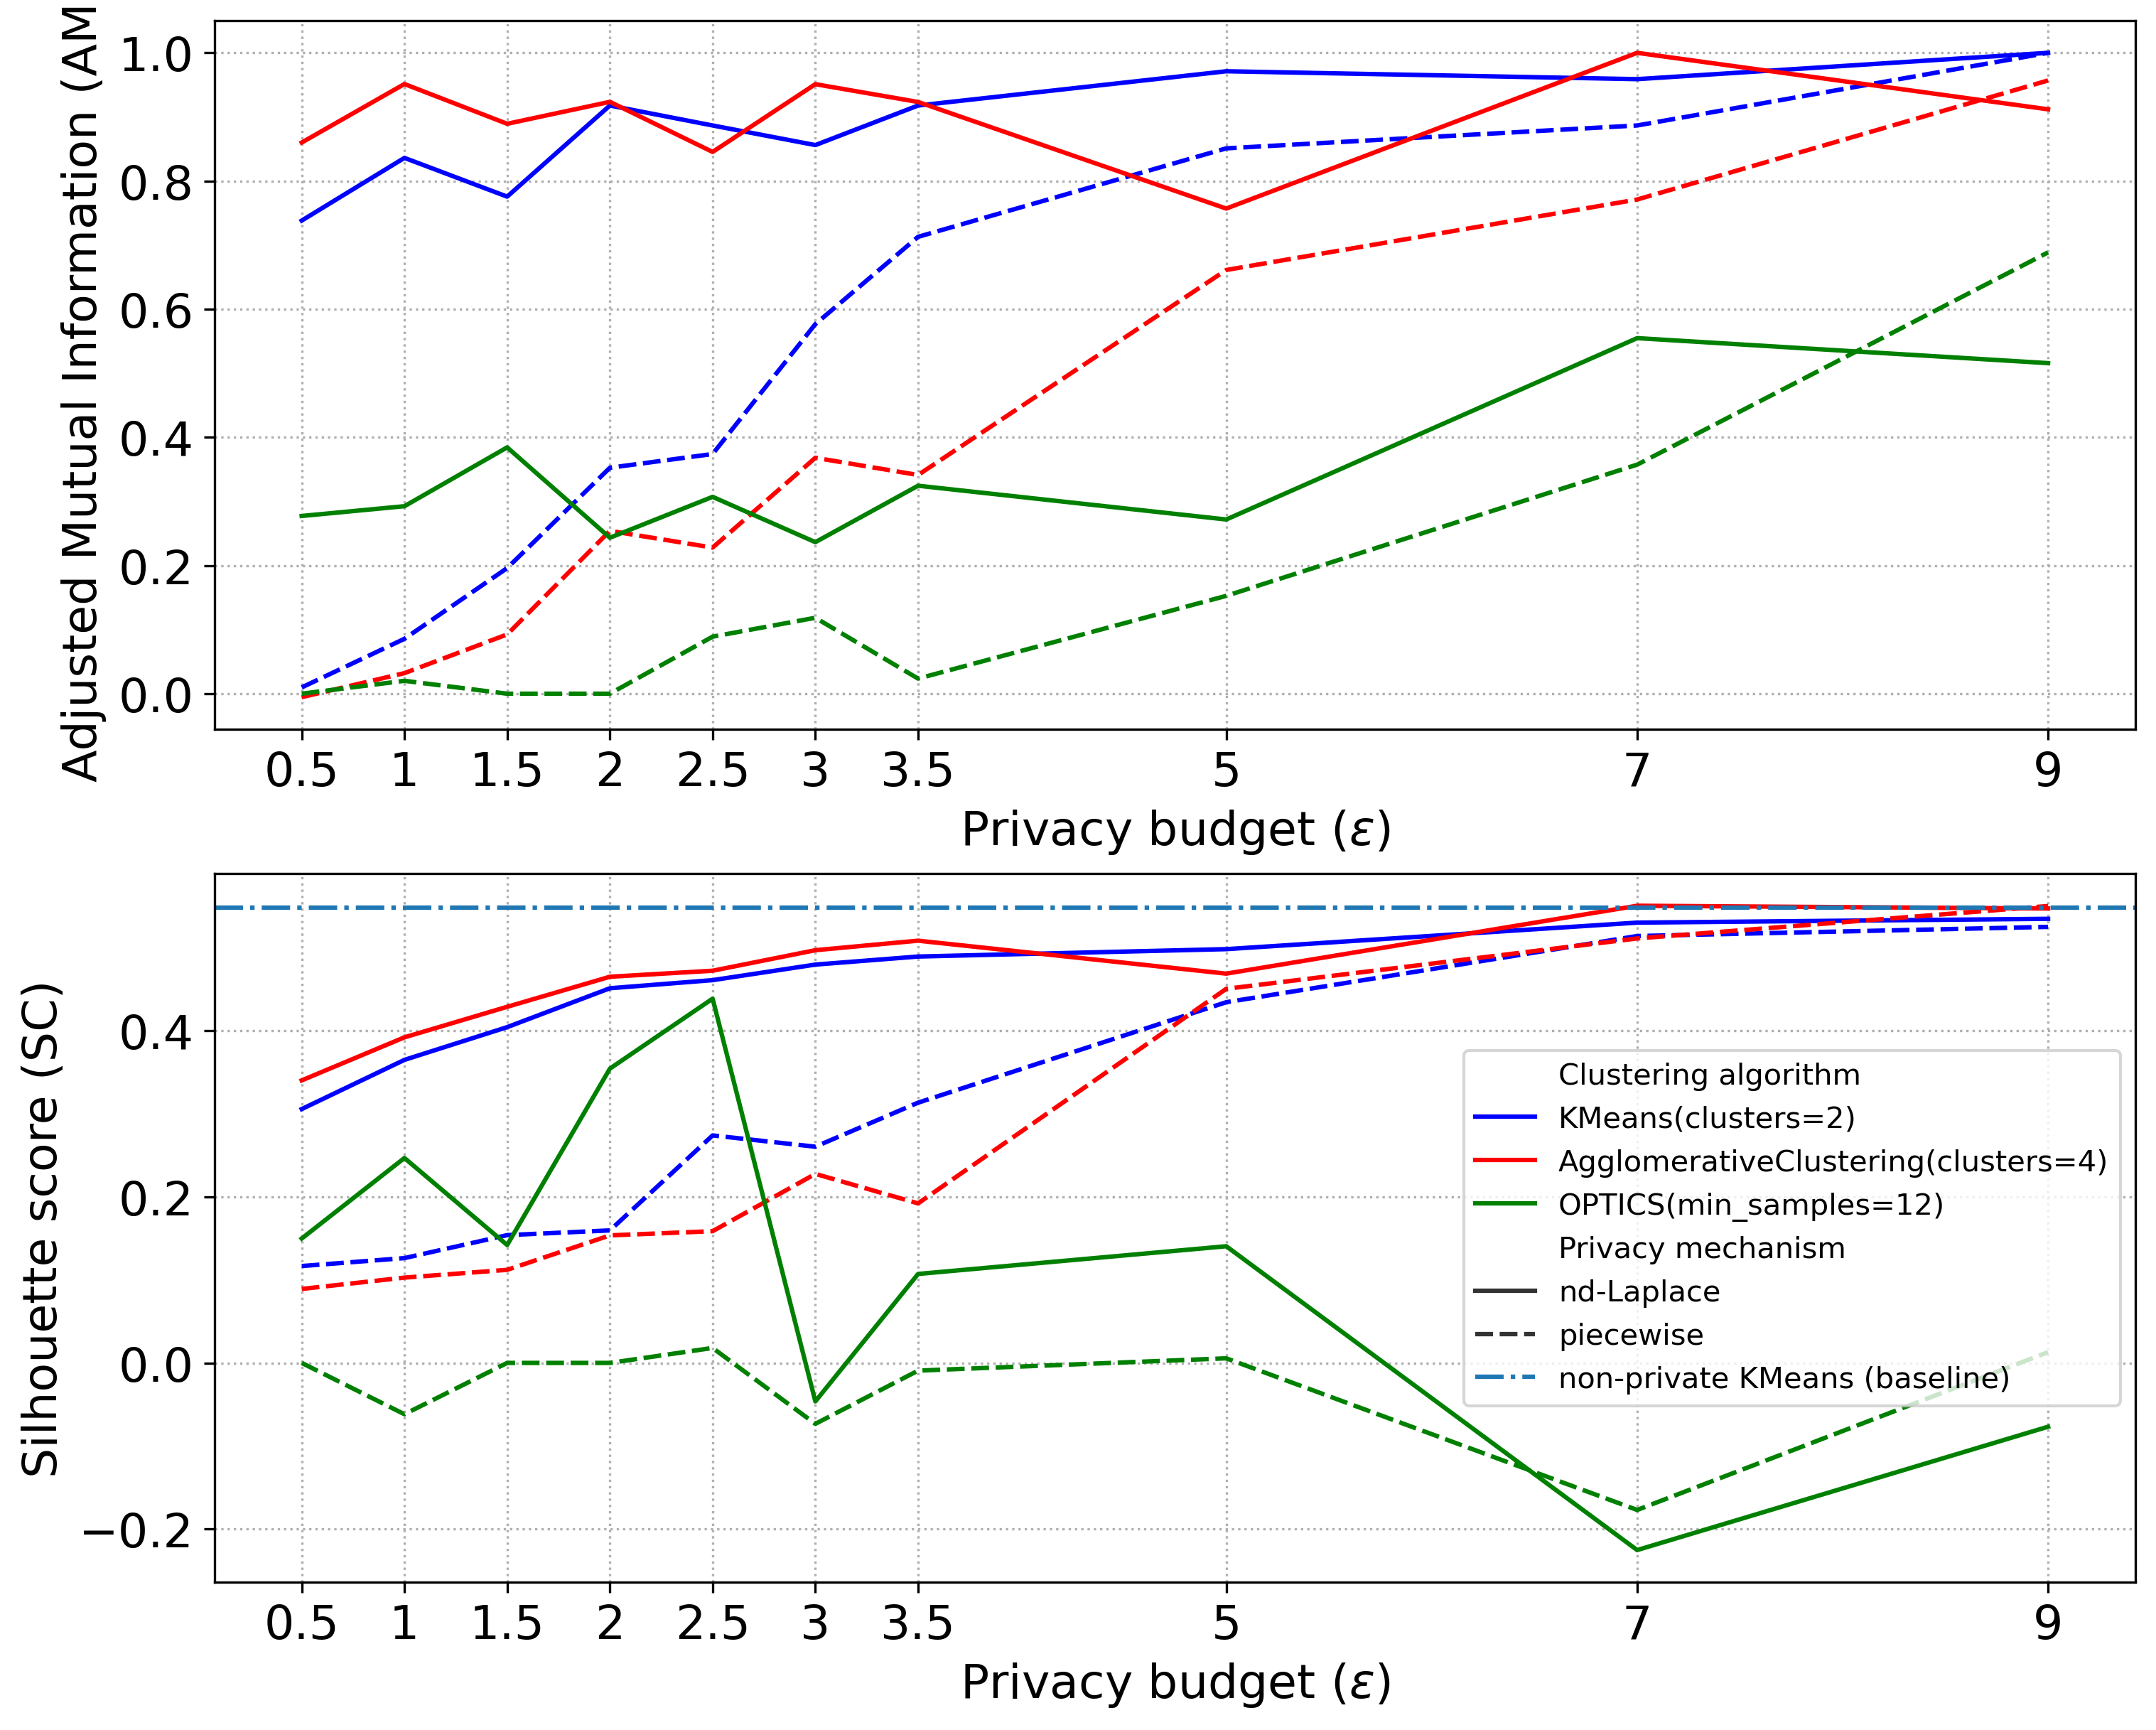 Adjusted Mutual Information (AM
1.0
0.8
0.6
0.4
0.2
0.0
0.5 1 1.5 2 2.5 3 3.5 5 7 9
Privacy budget (ε)
Silhouette score (SC)
0.4
0.2
0.0
−0.2
Clustering algorithm
KMeans(clusters=2)
AgglomerativeClustering(clusters=4)
OPTICS(min_samples=12)
Privacy mechanism
nd-Laplace
piecewise
non-private KMeans (baseline)
0.5 1 1.5 2 2.5 3 3.5 5 7 9
Privacy budget (ε)